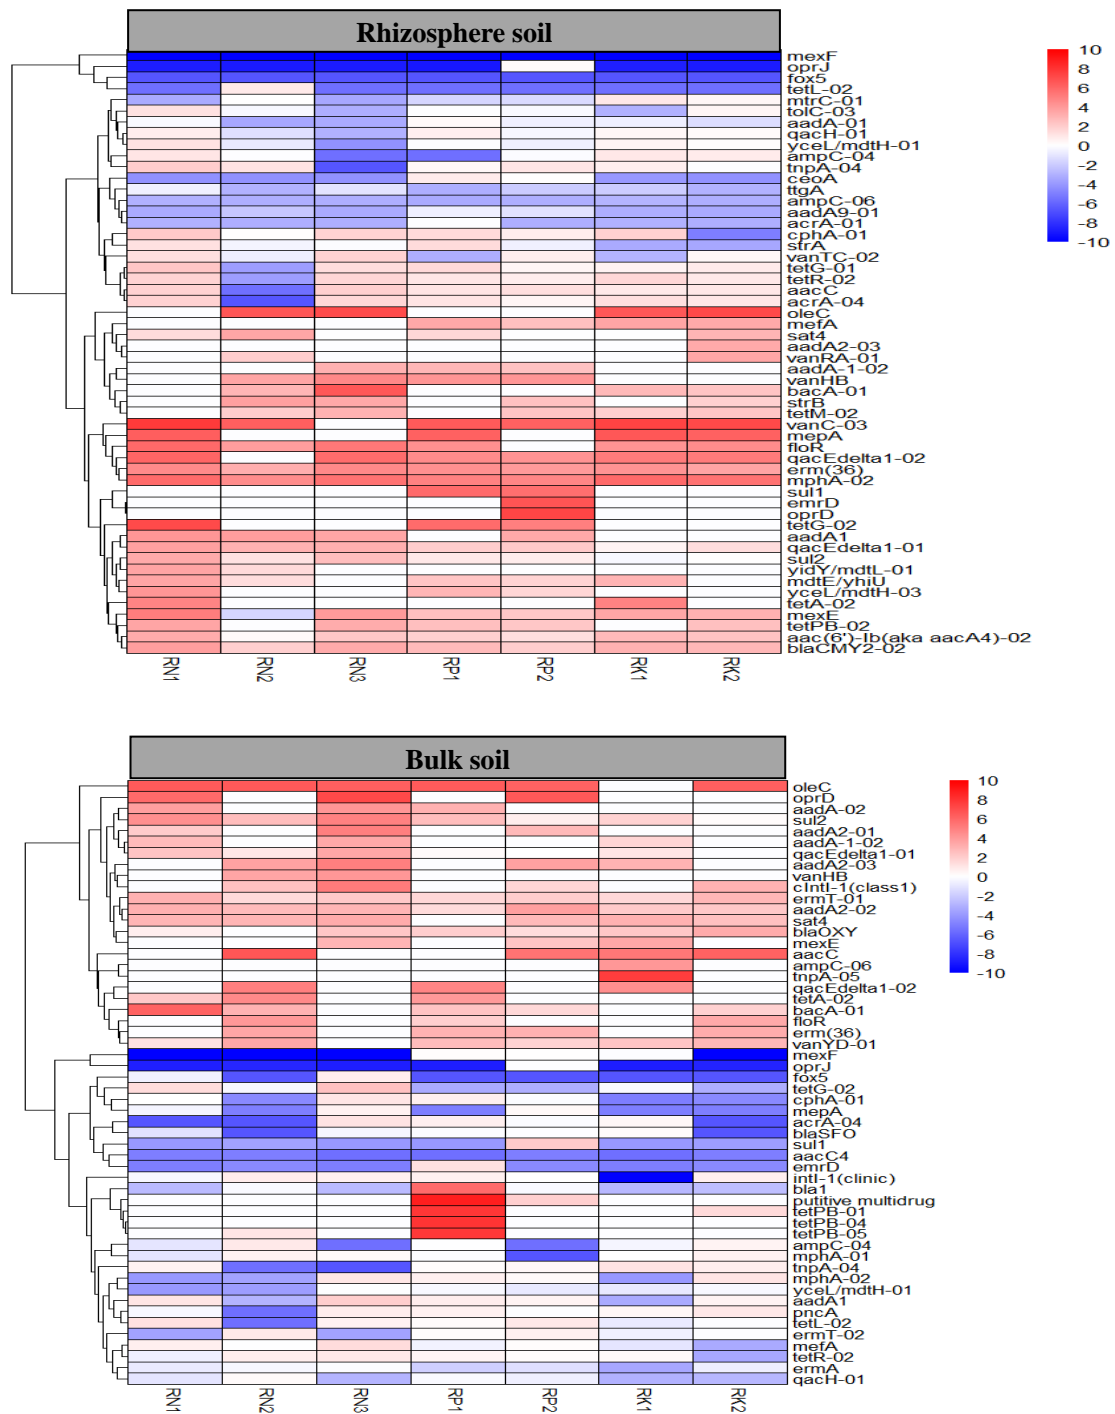 Rhizosphere soil
mexF
oprJ
fox5
tetL-02
mtrC-01
tolC-03
aadA-01
qacH-01
yceL/mdtH-01
ampC-04
tnpA-04
ceoA
ttgA
ampC-06
aadA9-01
acrA-01
cphA-01
strA
vanTC-02
tetG-01
tetR-02
aacC
acrA-04
oleC
mefA
sat4
aadA2-03
vanRA-01
aadA-1-02
vanHB
bacA-01
strB
tetM-02
vanC-03
mepA
floR
qacEdelta1-02
erm(36)
mphA-02
sul1
emrD
oprD
tetG-02
aadA1
qacEdelta1-01
sul2
yidY/mdtL-01
mdtE/yhiU
yceL/mdtH-03
tetA-02
mexE
tetPB-02
aac(6')-Ib(aka aacA4)-02
blaCMY2-02
RN1
RN2
RN3
RP1
RP2
RK1
RK2
10
8
6
4
2
0
-2
-4
-6
-8
-10
Bulk soil
oleC
oprD
aadA-02
sul2
aadA2-01
aadA-1-02
qacEdelta1-01
aadA2-03
vanHB
cIntI-1(class1)
ermT-01
aadA2-02
sat4
blaOXY
mexE
aacC
ampC-06
tnpA-05
qacEdelta1-02
tetA-02
bacA-01
floR
erm(36)
vanYD-01
mexF
oprJ
fox5
tetG-02
cphA-01
mepA
acrA-04
blaSFO
sul1
aacC4
emrD
intI-1(clinic)
bla1
putitive multidrug
tetPB-01
tetPB-04
tetPB-05
ampC-04
mphA-01
tnpA-04
mphA-02
yceL/mdtH-01
aadA1
pncA
tetL-02
ermT-02
mefA
tetR-02
ermA
qacH-01
RN1
RN2
RN3
RP1
RP2
RK1
RK2
10
8
6
4
2
0
-2
-4
-6
-8
-10